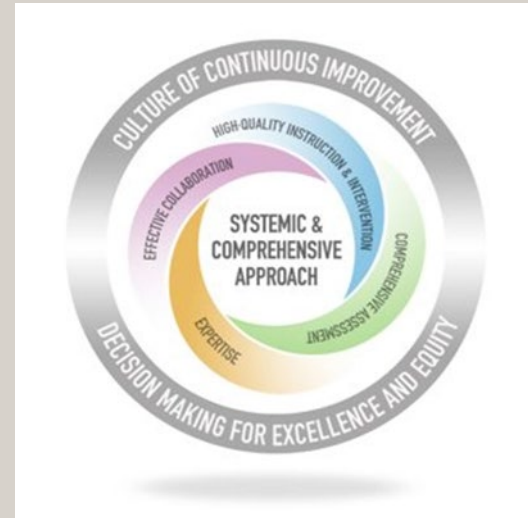 CULTURE OF CONTINUOUS IMPROVEMENT
HIGH-QUALITY INSTRUCTION & INTERVENTION
EFFECTIVE COLLABORATION
SYSTEMIC &
COMPREHENSIVE
APPROACH
COMPREHENSIVE ASSESSMENT
EXPERTISE
DECISION MAKING FOR EXCELLENCE AND EQUITY